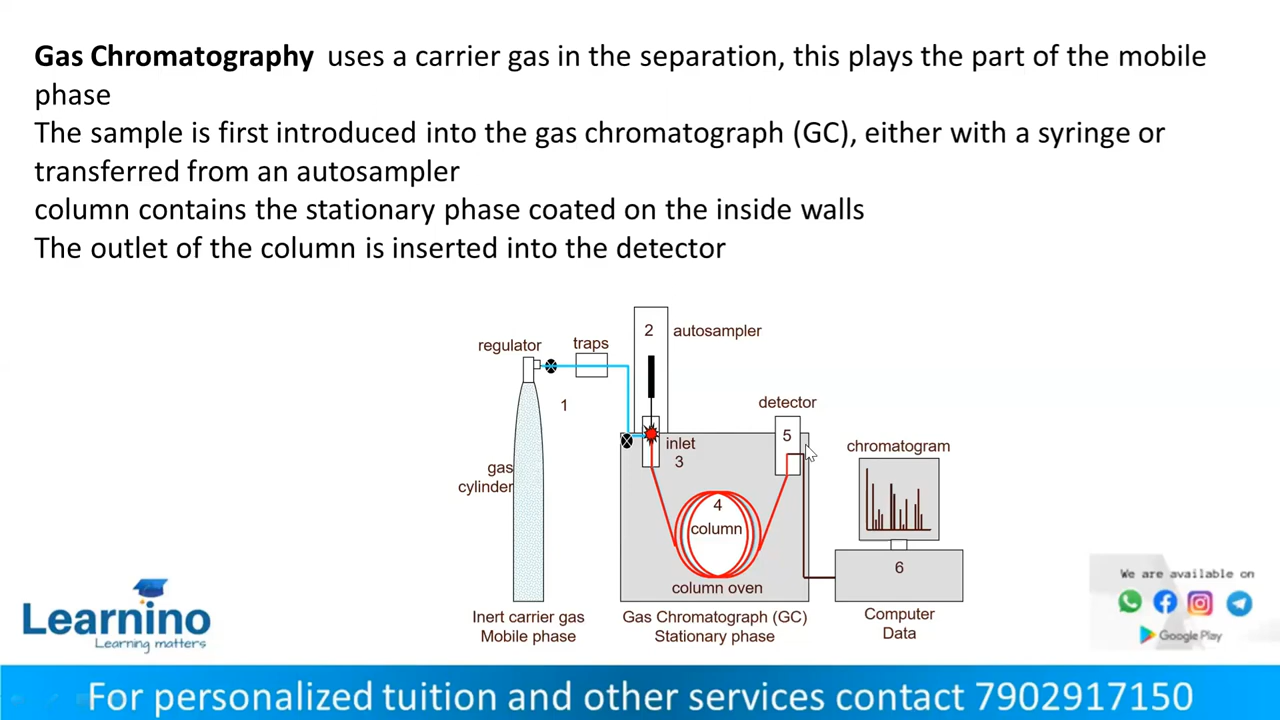 Gas Chromatography uses a carrier gas in the separation, this plays the part of the mobile
phase
The sample is first introduced into the gas chromatograph (GC), either with a syringe or
transferred from an autosampler
column contains the stationary phase coated on the inside walls
The outlet of the column is inserted into the detector
2
autosampler
regulator
traps
1
detector
5
inlet
3
chromatogram
gas
cylinder
4
column
column oven
6
Inert carrier gas
Mobile phase
Gas Chromatograph (GC)
Stationary phase
Computer
Data
Learnino
Learning matters
We are available on
Google Play
For personalized tuition and other services contact 7902917150